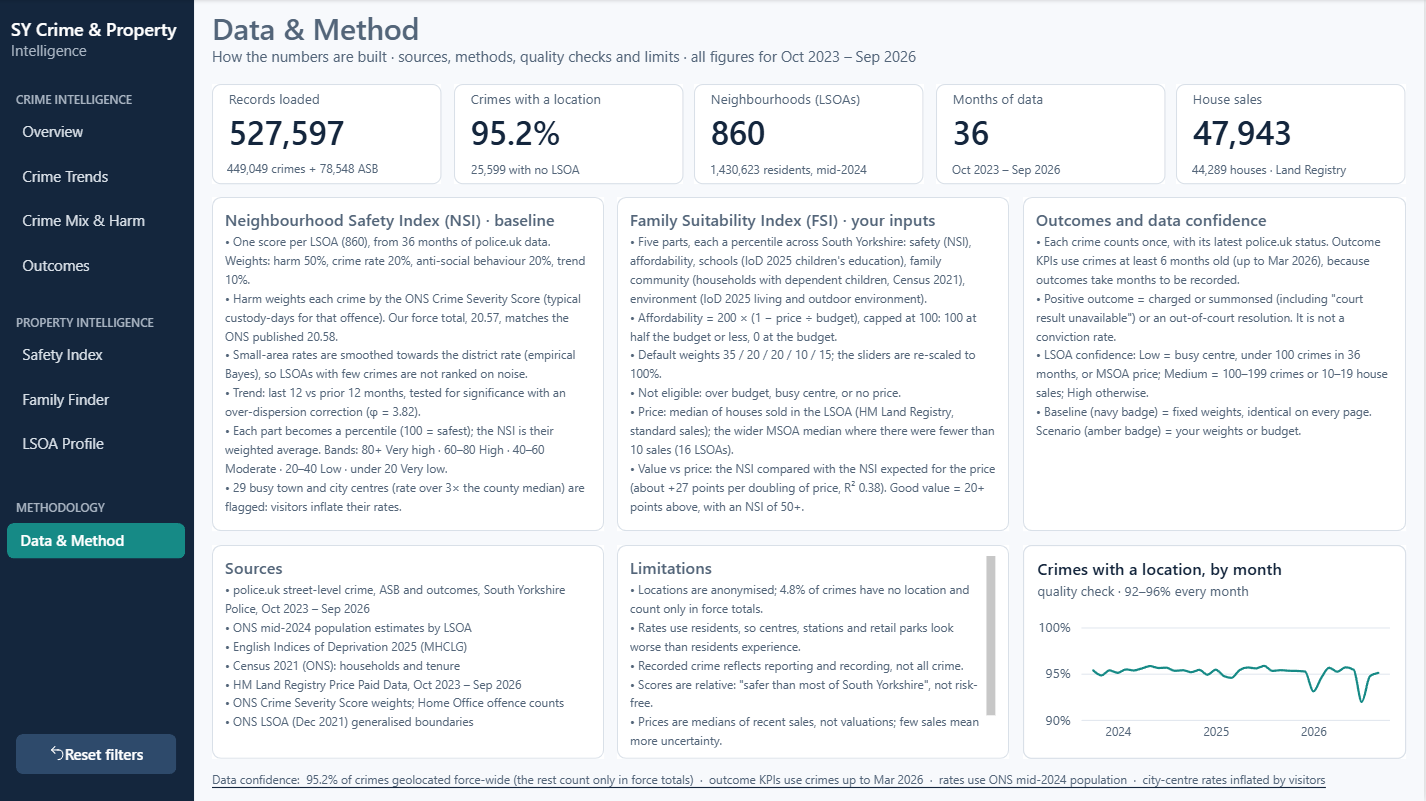 SY Crime & Property
Intelligence
CRIME INTELLIGENCE
Overview
Crime Trends
Crime Mix & Harm
Outcomes
PROPERTY INTELLIGENCE
Safety Index
Family Finder
LSOA Profile
METHODOLOGY
Data & Method
Reset filters
Data & Method
How the numbers are built · sources, methods, quality checks and limits · all figures for Oct 2023 – Sep 2026
Records loaded
527,597
449,049 crimes + 78,548 ASB
Crimes with a location
95.2%
25,599 with no LSOA
Neighbourhoods (LSOAs)
860
1,430,623 residents, mid-2024
Months of data
36
Oct 2023 – Sep 2026
House sales
47,943
44,289 houses · Land Registry
Neighbourhood Safety Index (NSI) · baseline
• One score per LSOA (860), from 36 months of police.uk data.
Weights: harm 50%, crime rate 20%, anti-social behaviour 20%, trend
10%.
• Harm weights each crime by the ONS Crime Severity Score (typical
custody-days for that offence). Our force total, 20.57, matches the
ONS published 20.58.
• Small-area rates are smoothed towards the district rate (empirical
Bayes), so LSOAs with few crimes are not ranked on noise.
• Trend: last 12 vs prior 12 months, tested for significance with an
over-dispersion correction (φ = 3.82).
• Each part becomes a percentile (100 = safest); the NSI is their
weighted average. Bands: 80+ Very high · 60–80 High · 40–60
Moderate · 20–40 Low · under 20 Very low.
• 29 busy town and city centres (rate over 3× the county median) are
flagged: visitors inflate their rates.
Family Suitability Index (FSI) · your inputs
• Five parts, each a percentile across South Yorkshire: safety (NSI),
affordability, schools (IoD 2025 children's education), family
community (households with dependent children, Census 2021),
environment (IoD 2025 living and outdoor environment).
• Affordability = 200 × (1 − price ÷ budget), capped at 100: 100 at
half the budget or less, 0 at the budget.
• Default weights 35 / 20 / 20 / 10 / 15; the sliders are re-scaled to
100%.
• Not eligible: over budget, busy centre, or no price.
• Price: median of houses sold in the LSOA (HM Land Registry,
standard sales); the wider MSOA median where there were fewer than
10 sales (16 LSOAs).
• Value vs price: the NSI compared with the NSI expected for the price
(about +27 points per doubling of price, R² 0.38). Good value = 20+
points above, with an NSI of 50+.
Outcomes and data confidence
• Each crime counts once, with its latest police.uk status. Outcome
KPIs use crimes at least 6 months old (up to Mar 2026), because
outcomes take months to be recorded.
• Positive outcome = charged or summonsed (including "court
result unavailable") or an out-of-court resolution. It is not a
conviction rate.
• LSOA confidence: Low = busy centre, under 100 crimes in 36
months, or MSOA price; Medium = 100–199 crimes or 10–19 house
sales; High otherwise.
• Baseline (navy badge) = fixed weights, identical on every page.
Scenario (amber badge) = your weights or budget.
Sources
• police.uk street-level crime, ASB and outcomes, South Yorkshire
Police, Oct 2023 – Sep 2026
• ONS mid-2024 population estimates by LSOA
• English Indices of Deprivation 2025 (MHCLG)
• Census 2021 (ONS): households and tenure
• HM Land Registry Price Paid Data, Oct 2023 – Sep 2026
• ONS Crime Severity Score weights; Home Office offence counts
• ONS LSOA (Dec 2021) generalised boundaries
Limitations
• Locations are anonymised; 4.8% of crimes have no location and
count only in force totals.
• Rates use residents, so centres, stations and retail parks look
worse than residents experience.
• Recorded crime reflects reporting and recording, not all crime.
• Scores are relative: "safer than most of South Yorkshire", not risk-
free.
• Prices are medians of recent sales, not valuations; few sales mean
more uncertainty.
Crimes with a location, by month
quality check · 92–96% every month
100%
95%
90%
2024
2025
2026
Data confidence: 95.2% of crimes geolocated force-wide (the rest count only in force totals) · outcome KPIs use crimes up to Mar 2026 · rates use ONS mid-2024 population · city-centre rates inflated by visitors